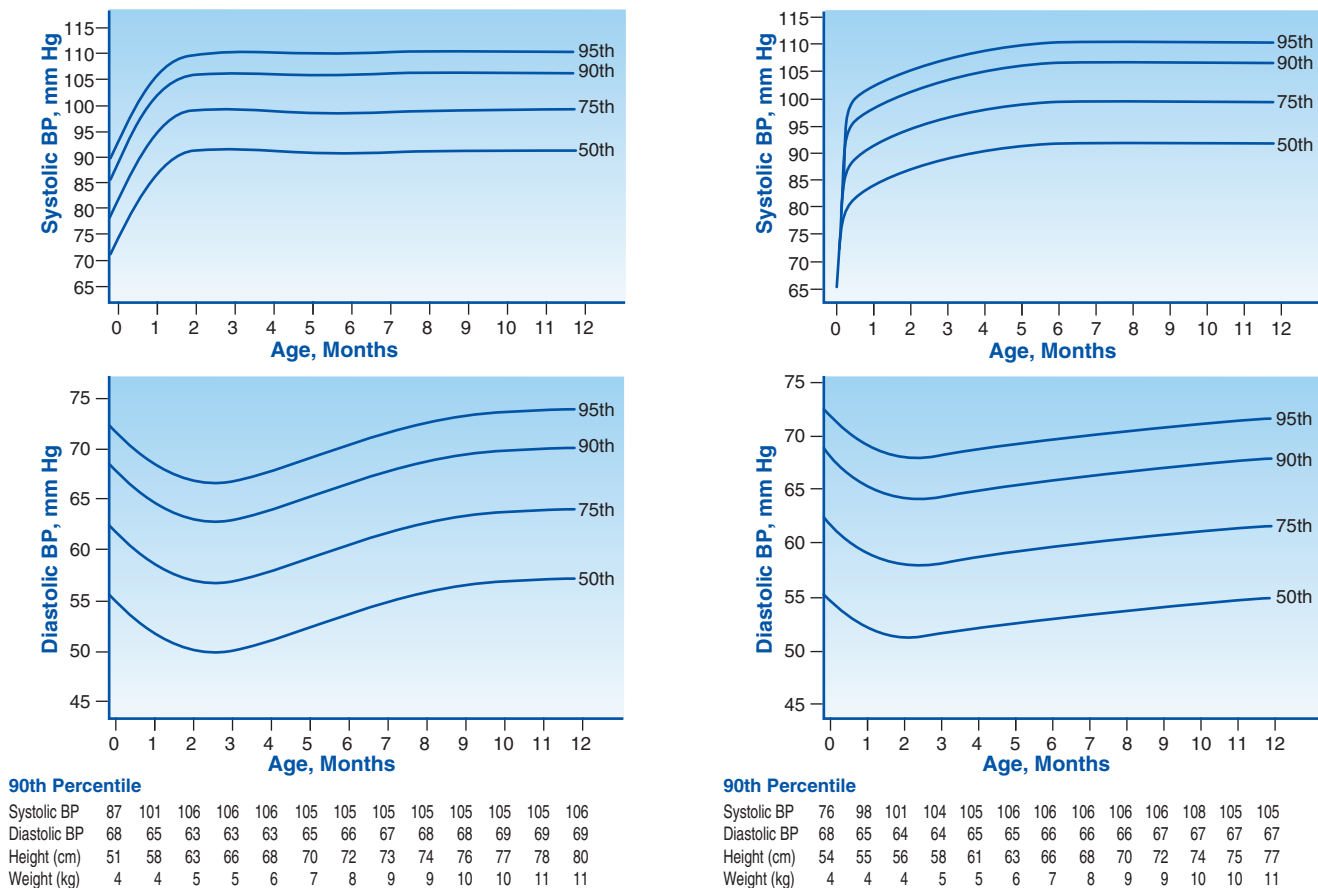 Systolic BP, mm Hg
115
110
105
100
95
90
85
80
75
70
65
95th
90th
75th
50th
0 1 2 3 4 5 6 7 8 9 10 11 12
Age, Months
Diastolic BP, mm Hg
75
70
65
60
55
50
45
95th
90th
75th
50th
0 1 2 3 4 5 6 7 8 9 10 11 12
Age, Months
90th Percentile
Systolic BP 87 101 106 106 106 105 105 105 105 105 105 105 106
Diastolic BP 68 65 63 63 63 65 66 67 68 68 69 69 69
Height (cm) 51 58 63 66 68 70 72 73 74 76 77 78 80
Weight (kg) 4 4 5 5 6 7 8 9 9 10 10 11 11
Systolic BP, mm Hg
115
110
105
100
95
90
85
80
75
70
65
95th
90th
75th
50th
0 1 2 3 4 5 6 7 8 9 10 11 12
Age, Months
Diastolic BP, mm Hg
75
70
65
60
55
50
45
95th
90th
75th
50th
0 1 2 3 4 5 6 7 8 9 10 11 12
Age, Months
90th Percentile
Systolic BP 76 98 101 104 105 106 106 106 106 106 108 105 105
Diastolic BP 68 65 64 64 65 65 66 66 66 67 67 67 67
Height (cm) 54 55 56 58 61 63 66 68 70 72 74 75 77
Weight (kg) 4 4 4 5 5 6 7 8 9 9 10 10 11